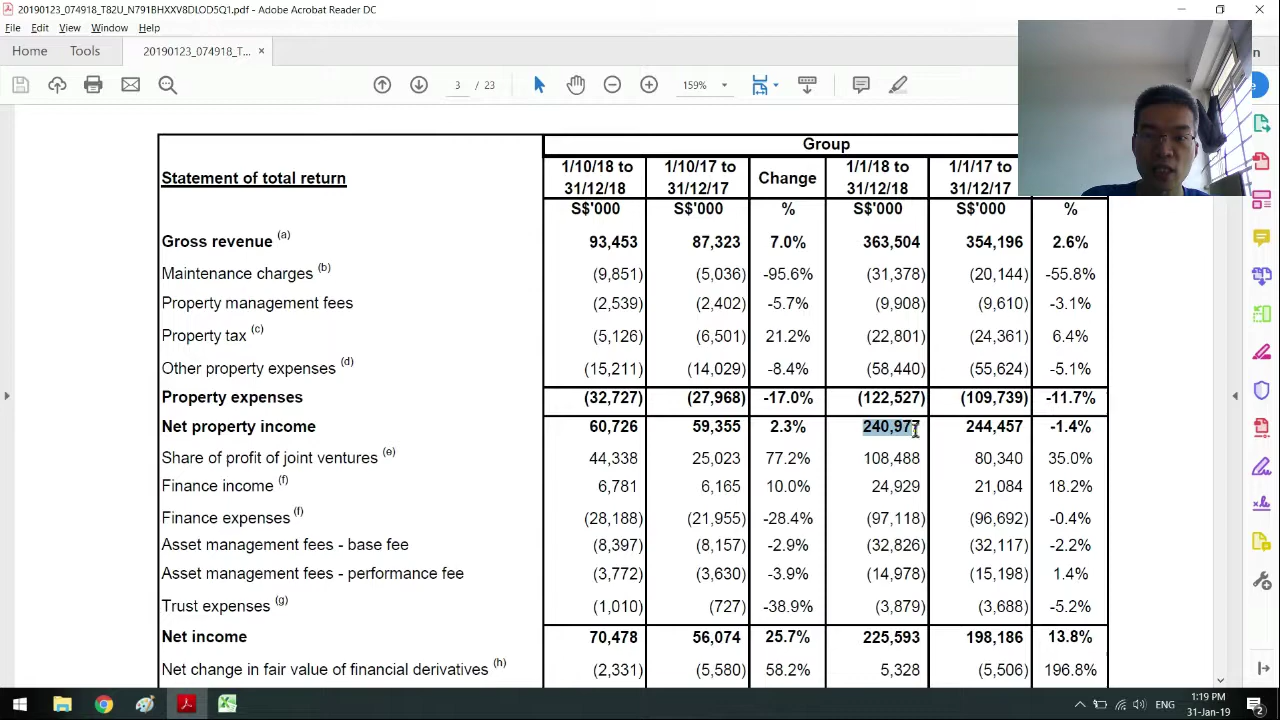 20190123_074918_T82U_N791BHXXV8DLOD5Q1.pdf - Adobe Acrobat Reader DC
File Edit View Window Help
Home Tools 20190123_074918_T... ×
3 / 23 159%
Group
Statement of total return
1/10/18 to 31/12/18 1/10/17 to 31/12/17 Change 1/1/18 to 31/12/18 1/1/17 to 31/12/17
S$'000 S$'000 % S$'000 S$'000 %
Gross revenue (a) 93,453 87,323 7.0% 363,504 354,196 2.6%
Maintenance charges (b) (9,851) (5,036) -95.6% (31,378) (20,144) -55.8%
Property management fees (2,539) (2,402) -5.7% (9,908) (9,610) -3.1%
Property tax (c) (5,126) (6,501) 21.2% (22,801) (24,361) 6.4%
Other property expenses (d) (15,211) (14,029) -8.4% (58,440) (55,624) -5.1%
Property expenses (32,727) (27,968) -17.0% (122,527) (109,739) -11.7%
Net property income 60,726 59,355 2.3% 240,977 244,457 -1.4%
Share of profit of joint ventures (e) 44,338 25,023 77.2% 108,488 80,340 35.0%
Finance income (f) 6,781 6,165 10.0% 24,929 21,084 18.2%
Finance expenses (f) (28,188) (21,955) -28.4% (97,118) (96,692) -0.4%
Asset management fees - base fee (8,397) (8,157) -2.9% (32,826) (32,117) -2.2%
Asset management fees - performance fee (3,772) (3,630) -3.9% (14,978) (15,198) 1.4%
Trust expenses (g) (1,010) (727) -38.9% (3,879) (3,688) -5.2%
Net income 70,478 56,074 25.7% 225,593 198,186 13.8%
Net change in fair value of financial derivatives (h) (2,331) (5,580) 58.2% 5,328 (5,506) 196.8%
ENG
1:19 PM
31-Jan-19
2